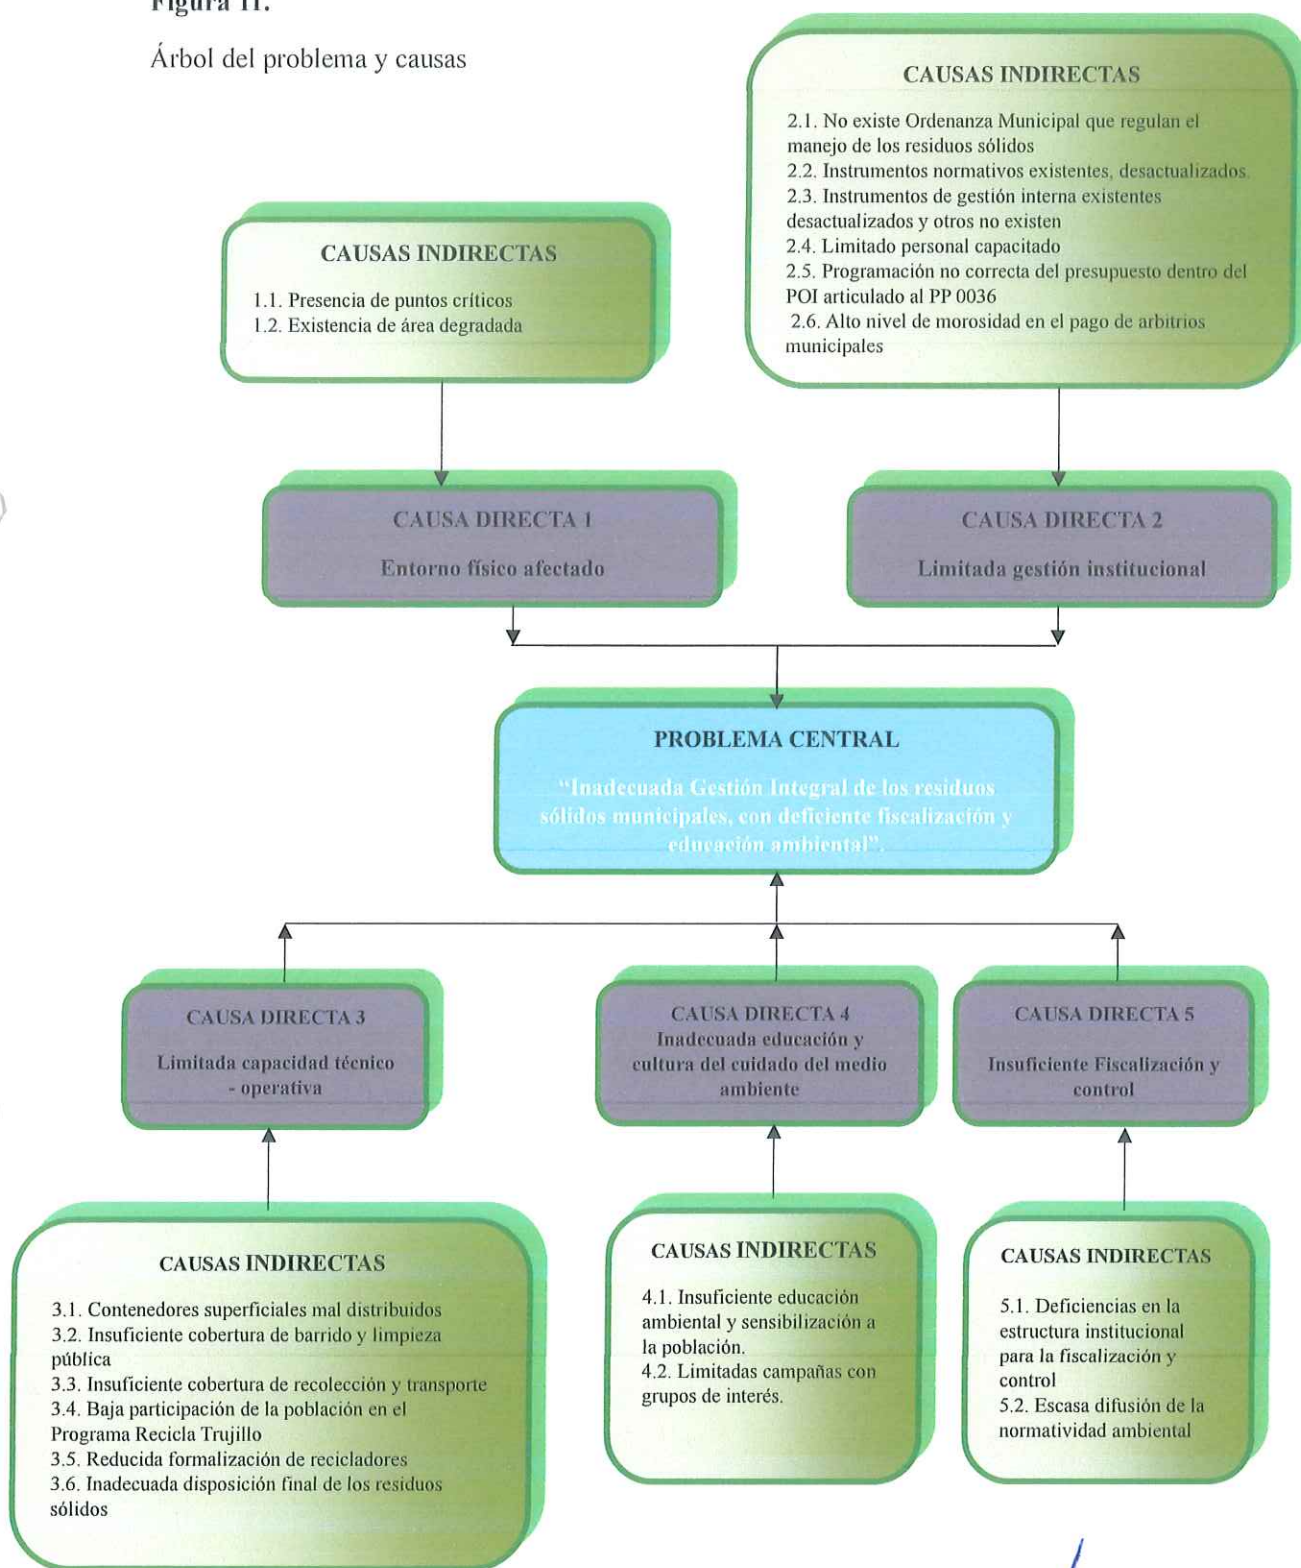 Figura 11.
Árbol del problema y causas
CAUSAS INDIRECTAS
1.1. Presencia de puntos críticos
1.2. Existencia de área degradada
CAUSAS INDIRECTAS
2.1. No existe Ordenanza Municipal que regulan el
manejo de los residuos sólidos
2.2. Instrumentos normativos existentes, desactualizados.
2.3. Instrumentos de gestión interna existentes
desactualizados y otros no existen
2.4. Limitado personal capacitado
2.5. Programación no correcta del presupuesto dentro del
POI articulado al PP 0036
2.6. Alto nivel de morosidad en el pago de arbitrios
municipales
CAUSA DIRECTA 1
Entorno físico afectado
CAUSA DIRECTA 2
Limitada gestión institucional
PROBLEMA CENTRAL
“Inadecuada Gestión Integral de los residuos
sólidos municipales, con deficiente fiscalización y
educación ambiental”.
CAUSA DIRECTA 3
Limitada capacidad técnico
- operativa
CAUSA DIRECTA 4
Inadecuada educación y
cultura del cuidado del medio
ambiente
CAUSA DIRECTA 5
Insuficiente Fiscalización y
control
CAUSAS INDIRECTAS
3.1. Contenedores superficiales mal distribuidos
3.2. Insuficiente cobertura de barrido y limpieza
pública
3.3. Insuficiente cobertura de recolección y transporte
3.4. Baja participación de la población en el
Programa Recicla Trujillo
3.5. Reducida formalización de recicladores
3.6. Inadecuada disposición final de los residuos
sólidos
CAUSAS INDIRECTAS
4.1. Insuficiente educación
ambiental y sensibilización a
la población.
4.2. Limitadas campañas con
grupos de interés.
CAUSAS INDIRECTAS
5.1. Deficiencias en la
estructura institucional
para la fiscalización y
control
5.2. Escasa difusión de la
normatividad ambiental